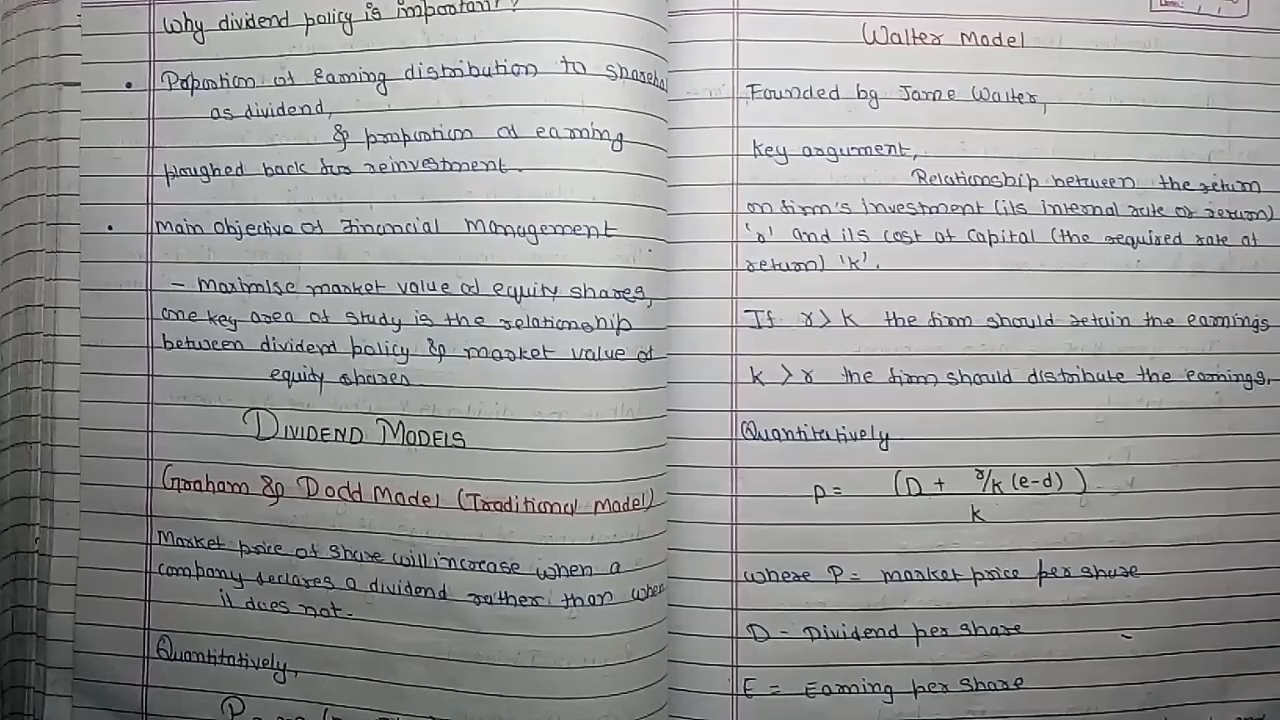 Why dividend policy is important?
• Poportion of Earning distribution to shareho
as dividend,
& proportion of earning
ploughed back for reinvestment.
• Main objective of Financial Management
- Maximise market value of equity shares,
one key area of study is the relationship
between dividend policy & market value of
equity shares
DIVIDEND MODELS
Graham & Dodd Model (Traditional Model)
Market price of share will increase when a
company declares a dividend rather than when
it does not.
Quantitatively,
P
Walter Model
Founded by Jame Walter,
Key argument,
Relationship between the return
on firm's investment (its internal rate of return)
'r' and its cost of capital (the required rate of
return) 'K'.
If r > k the firm should retain the earnings
k > r the firm should distribute the earnings,
Quantitatively
P = (D + r/k (e-d))
k
where P = market price per share
D - Dividend per share
E = Earning per share